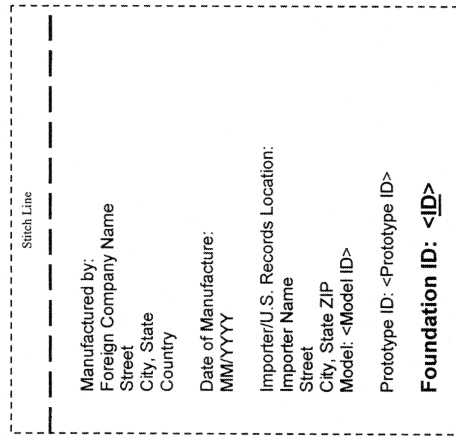 Stitch Line
Manufactured by:
Foreign Company Name
Street
City, State
Country
Date of Manufacture:
MM/YYYY
Importer/U.S. Records Location:
Importer Name
Street
City, State ZIP
Model: <Model ID>
Prototype ID: <Prototype ID>
Foundation ID: <ID>